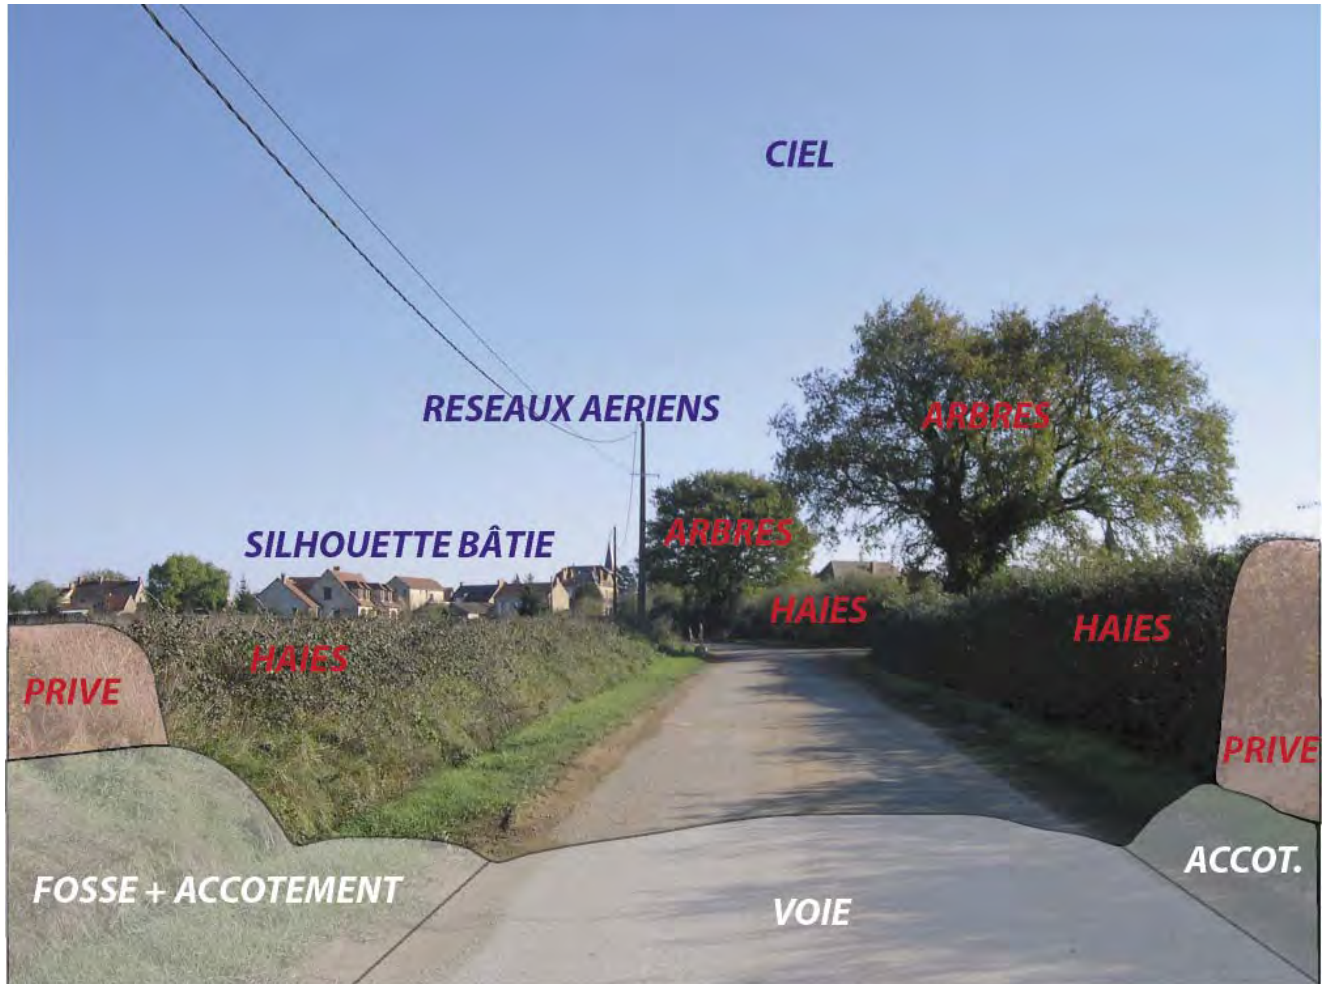 CIEL
RESEAUX AERIENS
ARBRES
ARBRES
SILHOUETTE BÂTIE
HAIES
HAIES
HAIES
PRIVE
PRIVE
ACCOT.
FOSSE + ACCOTEMENT
VOIE